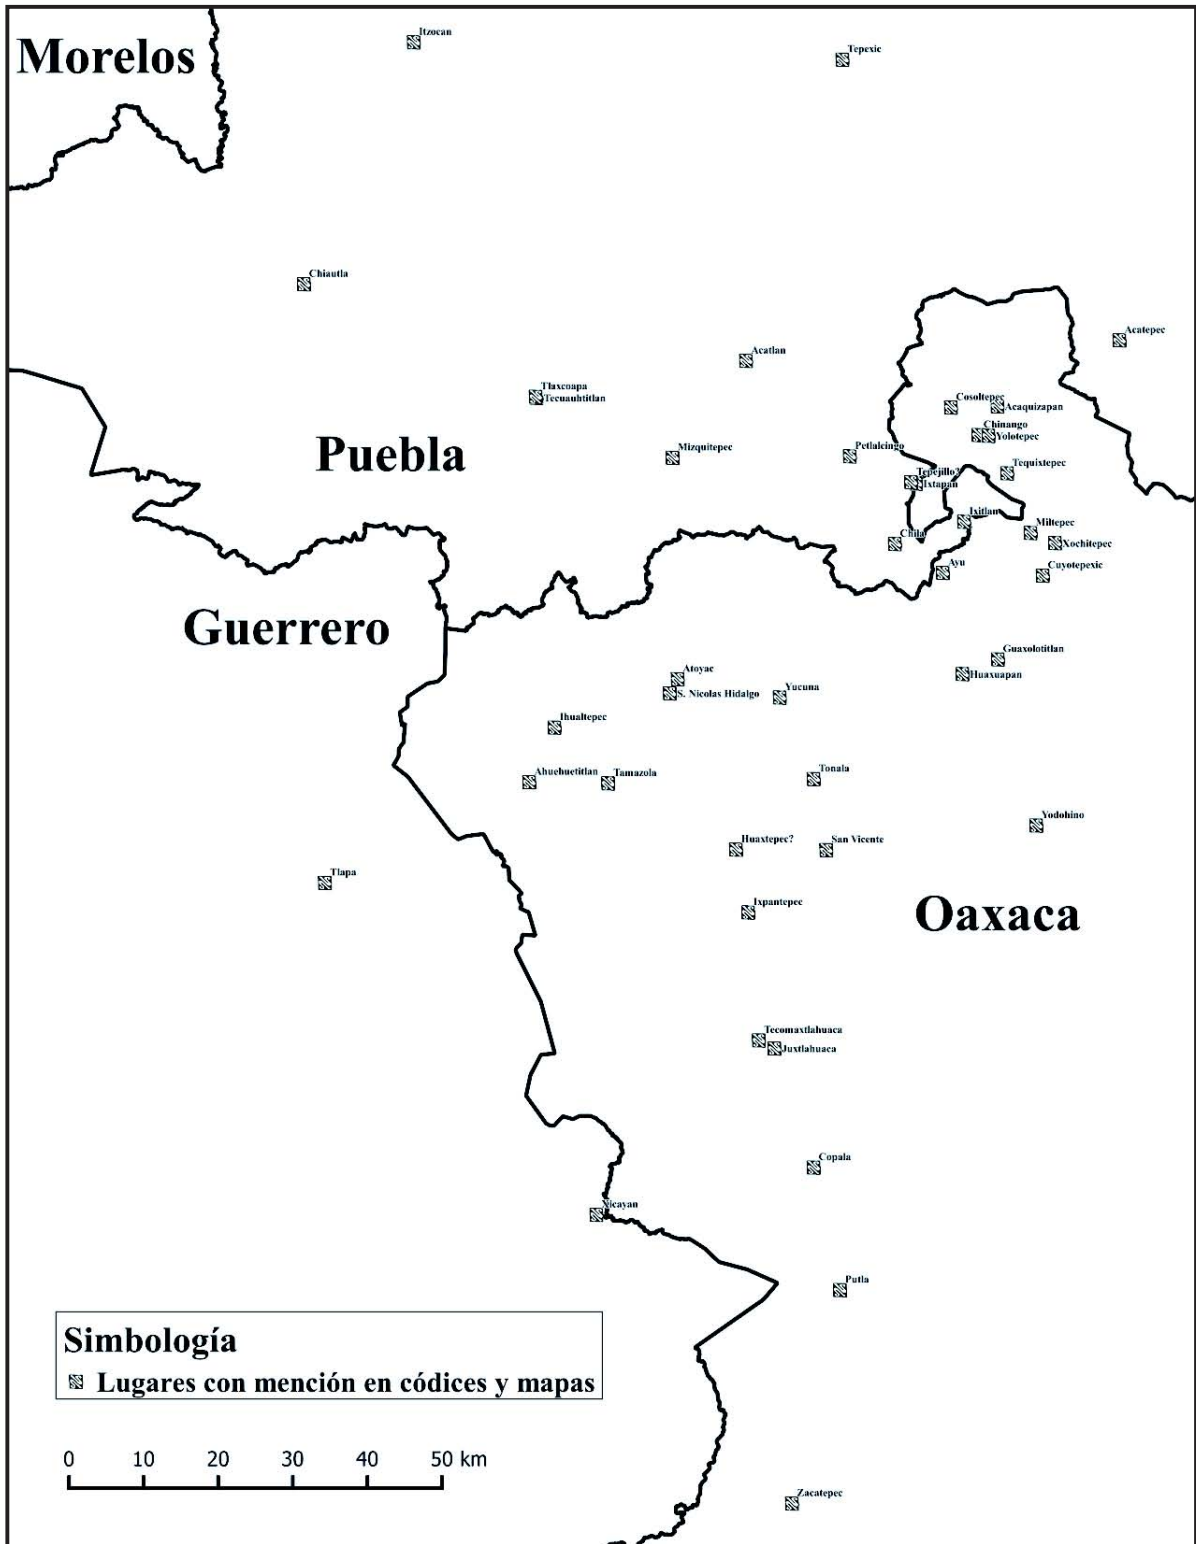 Itzocan
Morelos
Tepexic
Chiautla
Acatepec
Acatlan
Tlaxcoapa
Tecuauhtitlan
Cosoltepec
Acaquizapan
Chinango
Yolotepec
Puebla
Mizquitepec
Petlalcingo
Tequixtepec
Tepejillo?
Ixtapan
Ixitlan
Miltepec
Chila
Xochitepec
Ayu
Cuyotepexic
Guerrero
Guaxolotitlan
Huaxuapan
Atoyac
S. Nicolas Hidalgo
Yucuna
Ihualtepec
Ahuehuetitlan
Tamazola
Tonala
Yodohino
Huaxtepec?
San Vicente
Tlapa
Ixpantepec
Oaxaca
Tecomaxtlahuaca
Juxtlahuaca
Copala
Nicayan
Putla
Simbología
Lugares con mención en códices y mapas
0 10 20 30 40 50 km
Zacatepec